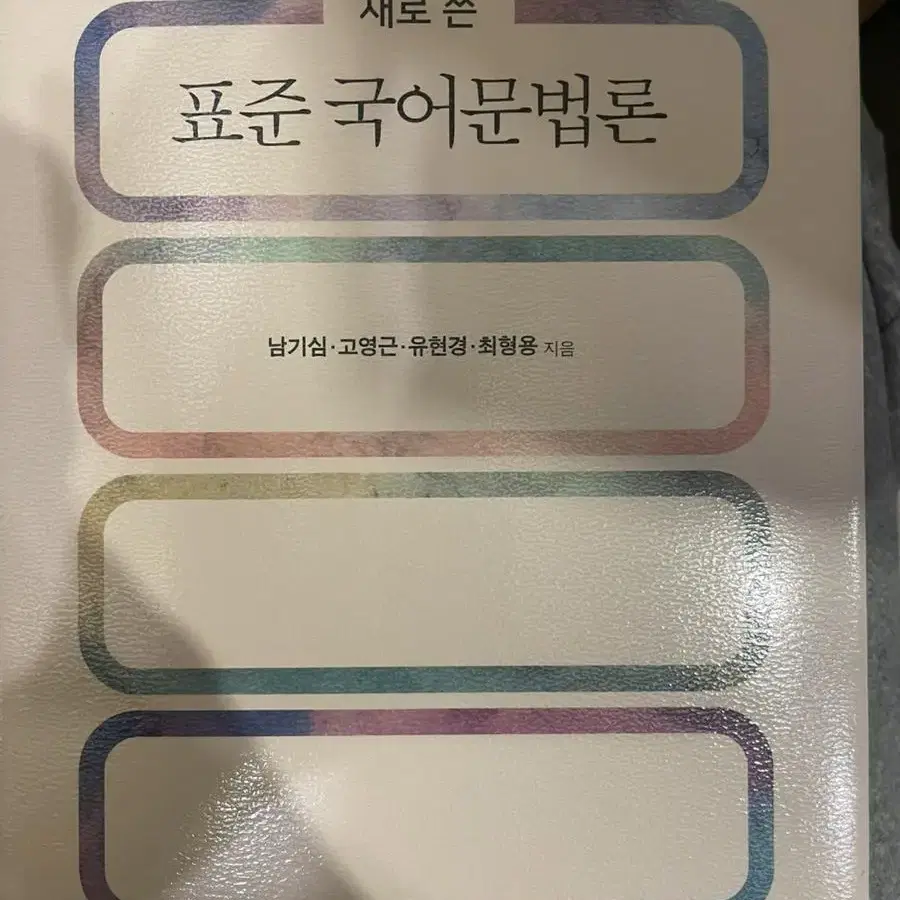 새로 쓴
표준 국어문법론
남기심·고영근·유현경·최형용 지음